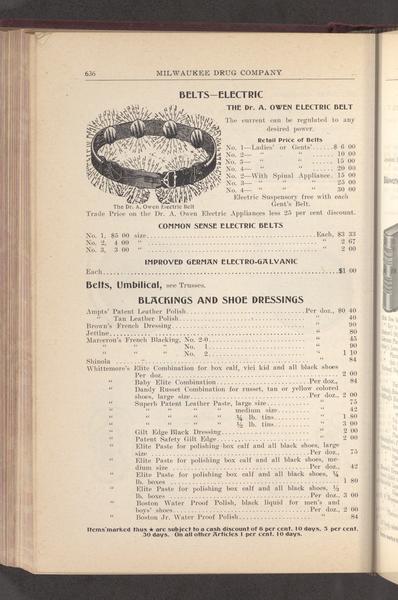 636 MILWAUKEE DRUG COMPANY
BELTS—ELECTRIC
THE Dr. A. OWEN ELECTRIC BELT
The current can be regulated to any
desired power.
Retail Price of Belts
No. 1—Ladies' or Gents'......$ 6 00
No. 2— " " ...... 10 00
No. 3— " " ...... 15 00
No. 4— " " ...... 20 00
No. 2—With Spinal Appliance. 15 00
No. 3— " " " 25 00
No. 4— " " " 30 00
Electric Suspensory free with each
Gent's Belt.
The Dr. A. Owen Electric Belt
Trade Price on the Dr. A. Owen Electric Appliances less 25 per cent discount.
COMMON SENSE ELECTRIC BELTS
No. 1, $5 00 size......Each, $3 33
No. 2, 4 00 " ...... " 2 67
No. 3, 3 00 " ...... " 2 00
IMPROVED GERMAN ELECTRO-GALVANIC
Each......$1 00
Belts, Umbilical, see Trusses.
BLACKINGS AND SHOE DRESSINGS
Ampts' Patent Leather Polish......Per doz., $0 40
" Tan Leather Polish...... " 40
Brown's French Dressing...... " 90
Jettine...... " 80
Marceron's French Blacking, No. 2-0...... " 45
" " " No. 1...... " 90
" " " No. 2...... " 1 10
Shinola ...... " 84
Whittemore's Elite Combination for box calf, vici kid and all black shoes
Per doz.......2 00
" Baby Elite Combination......Per doz., 84
" Dandy Russet Combination for russet, tan or yellow colored
shoes, large size......Per doz., 2 00
" Superb Patent Leather Paste, large size...... " 75
" " " " " medium size...... " 42
" " " " " ¼ lb. tins...... " 1 80
" " " " " ½ lb. tins...... " 3 00
" Gilt Edge Black Dressing...... " 2 00
" Patent Safety Gilt Edge......2 00
" Elite Paste for polishing box calf and all black shoes, large
size ......Per doz., 75
" Elite Paste for polishing box calf and all black shoes, me-
dium size ......Per doz., 42
" Elite Paste for polishing box calf and all black shoes, ¼
lb. boxes ......1 80
" Elite Paste for polishing box calf and all black shoes, ½
lb. boxes ......Per doz. 3 00
" Boston Water Proof Polish, black liquid for men's and
boys' shoes......Per doz., 2 00
" Boston Jr. Water Proof Polish...... " 84
Items marked thus ★ are subject to a cash discount of 6 per cent. 10 days, 5 per cent.
30 days. On all other Articles 1 per cent. 10 days.